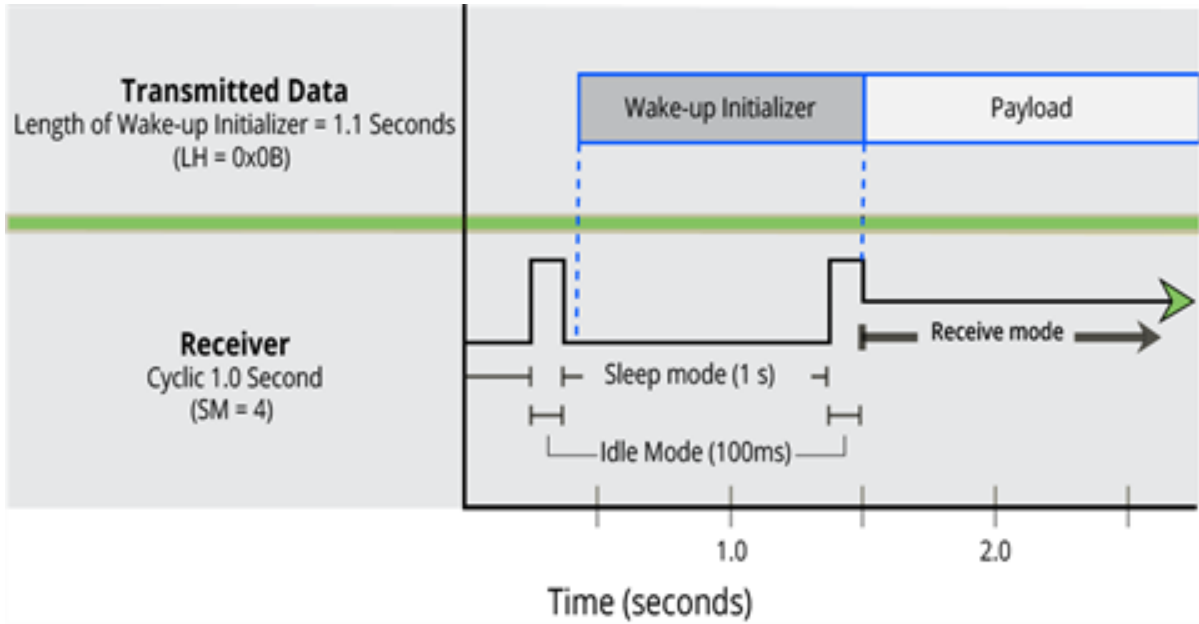 Transmitted Data
Length of Wake-up Initializer = 1.1 Seconds
(LH = 0x0B)
Wake-up Initializer
Payload
Receiver
Cyclic 1.0 Second
(SM = 4)
Receive mode
Sleep mode (1 s)
Idle Mode (100ms)
1.0
2.0
Time (seconds)